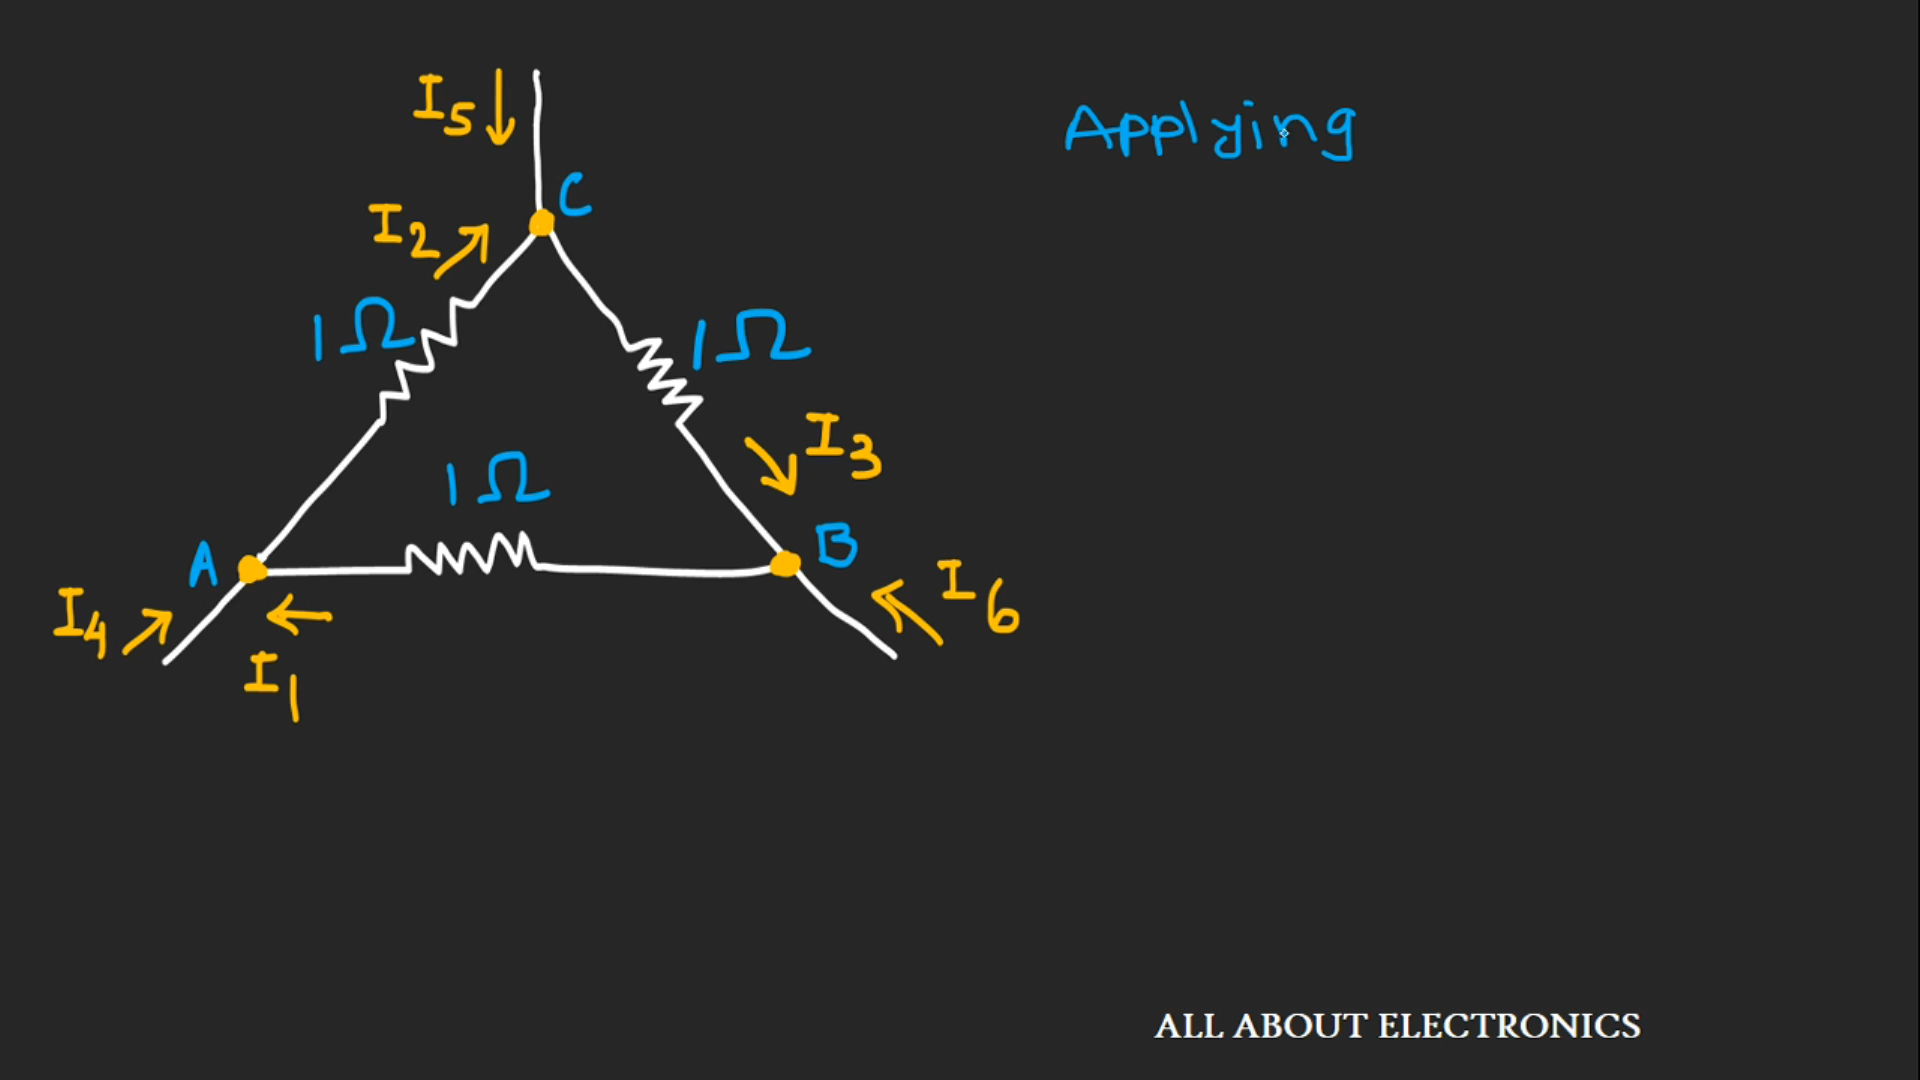 I5
Applying
C
I2
1Ω
1Ω
I3
1Ω
A
B
I4
I6
I1
ALL ABOUT ELECTRONICS